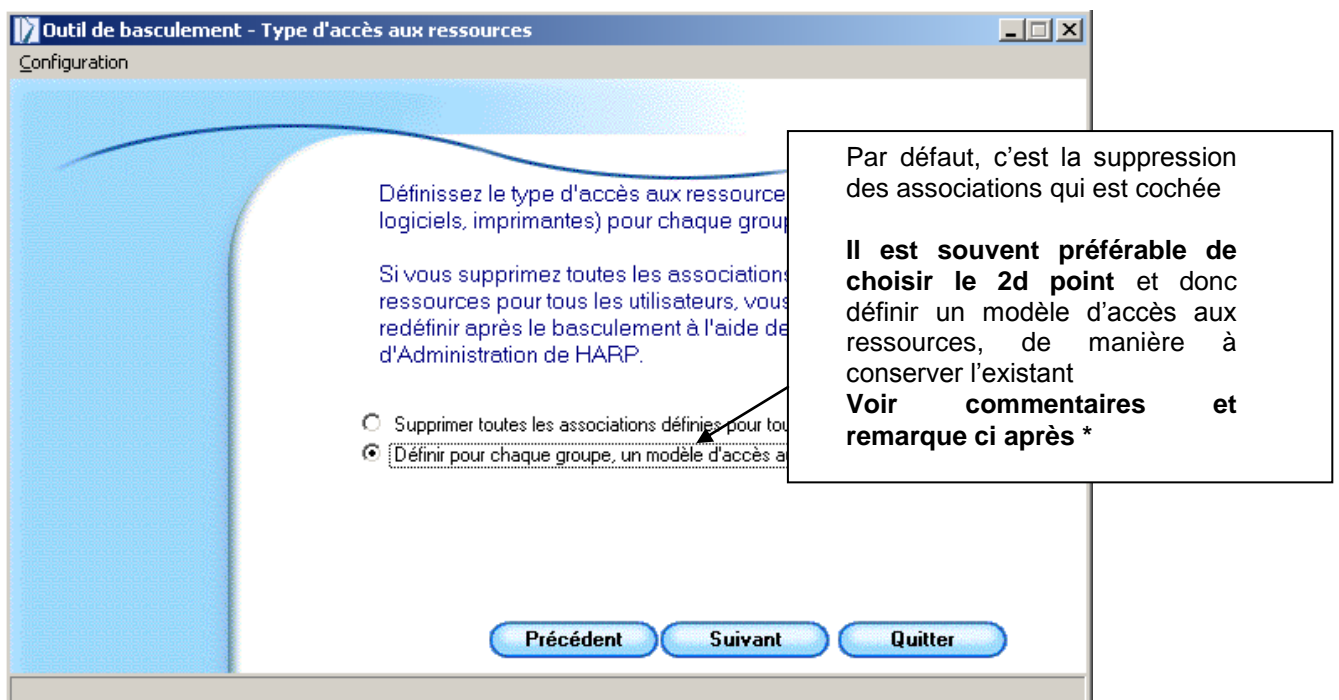 Outil de basculement - Type d'accès aux ressources
Configuration
Définissez le type d'accès aux ressource
logiciels, imprimantes) pour chaque group
Si vous supprimez toutes les associations
ressources pour tous les utilisateurs, vous
redéfinir après le basculement à l'aide de
d'Administration de HARP.
Supprimer toutes les associations définies pour tou
Définir pour chaque groupe, un modèle d'accès a
Par défaut, c'est la suppression
des associations qui est cochée
Il est souvent préférable de
choisir le 2d point et donc
définir un modèle d'accès aux
ressources, de manière à
conserver l'existant
Voir commentaires et
remarque ci après *
Précédent
Suivant
Quitter